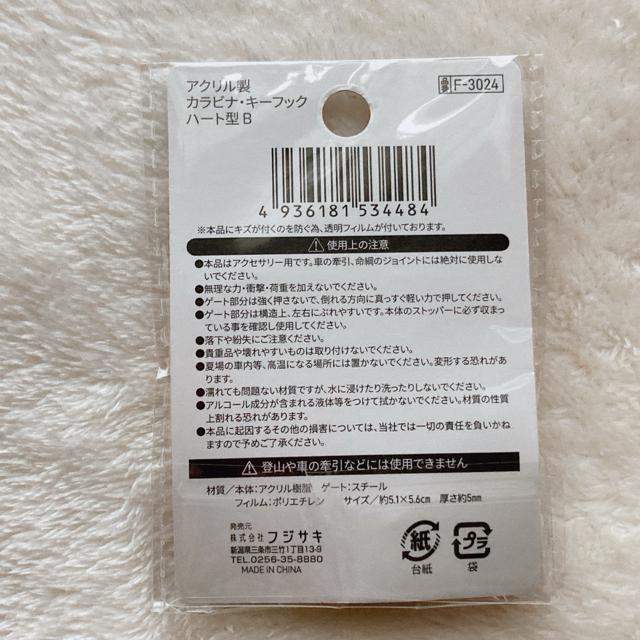 アクリル製
カラビナ・キーフック
ハート型 B
品番 F-3024
4 936181 534484
※本品にキズが付くのを防ぐ為、透明フィルムが付いております。
使用上の注意
●本品はアクセサリー用です。車の牽引、命綱のジョイントには絶対に使用しな
いでください。
●無理な力・衝撃・荷重を加えないでください。
●ゲート部分は強く押さないで、倒れる方向に真っすぐ軽い力で押してください。
●ゲート部分は構造上、左右にぶれやすいです。本体のストッパーに必ず収まっ
ている事を確認し使用してください。
●落下や紛失にご注意ください。
●貴重品や壊れやすいものは取り付けないでください。
●夏場の車内等、高温になる場所には置かないでください。変形する恐れがあ
ります。
●濡れても問題ない材質ですが、水に浸けたり洗ったりしないでください。
●アルコール成分が含まれる液体等をつけて拭かないでください。材質の性質
上割れる恐れがあります。
●本品に起因するその他の損害については、当社では一切の責任を負いかね
ますので予めご了承ください。
登山や車の牽引などには使用できません
材質／本体：アクリル樹脂 ゲート：スチール
フィルム：ポリエチレン サイズ／約5.1×5.6cm 厚さ約5mm
発売元
株式会社 フジサキ
新潟県三条市三竹1丁目13-9
TEL.0256-35-8880
MADE IN CHINA
紙
台紙
プラ
袋